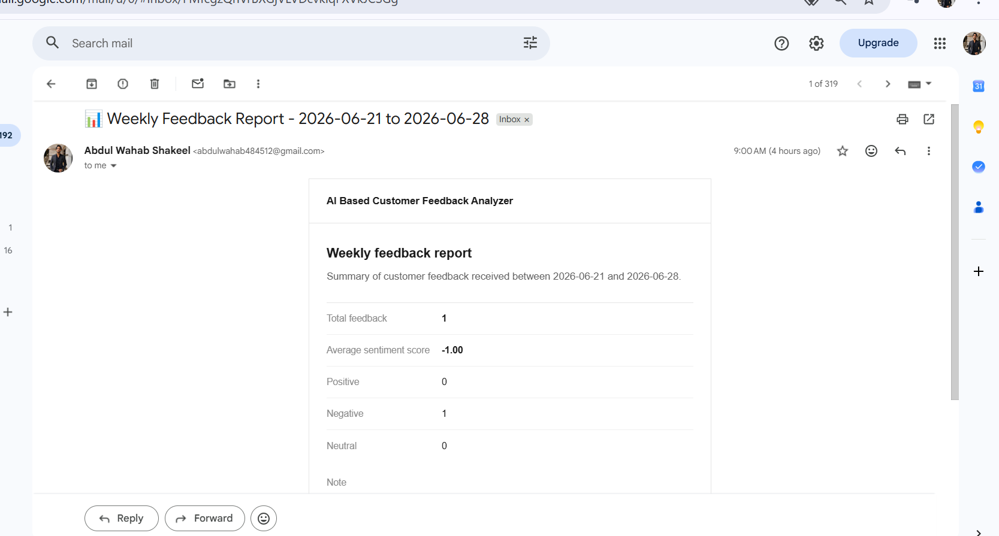 Search mail
Upgrade
1 of 319
31
📊 Weekly Feedback Report - 2026-06-21 to 2026-06-28 Inbox ×
192
Abdul Wahab Shakeel <abdulwahab484512@gmail.com>
9:00 AM (4 hours ago)
to me
AI Based Customer Feedback Analyzer
1
16
Weekly feedback report
Summary of customer feedback received between 2026-06-21 and 2026-06-28.
Total feedback 1
Average sentiment score -1.00
Positive 0
Negative 1
Neutral 0
Note
Reply
Forward